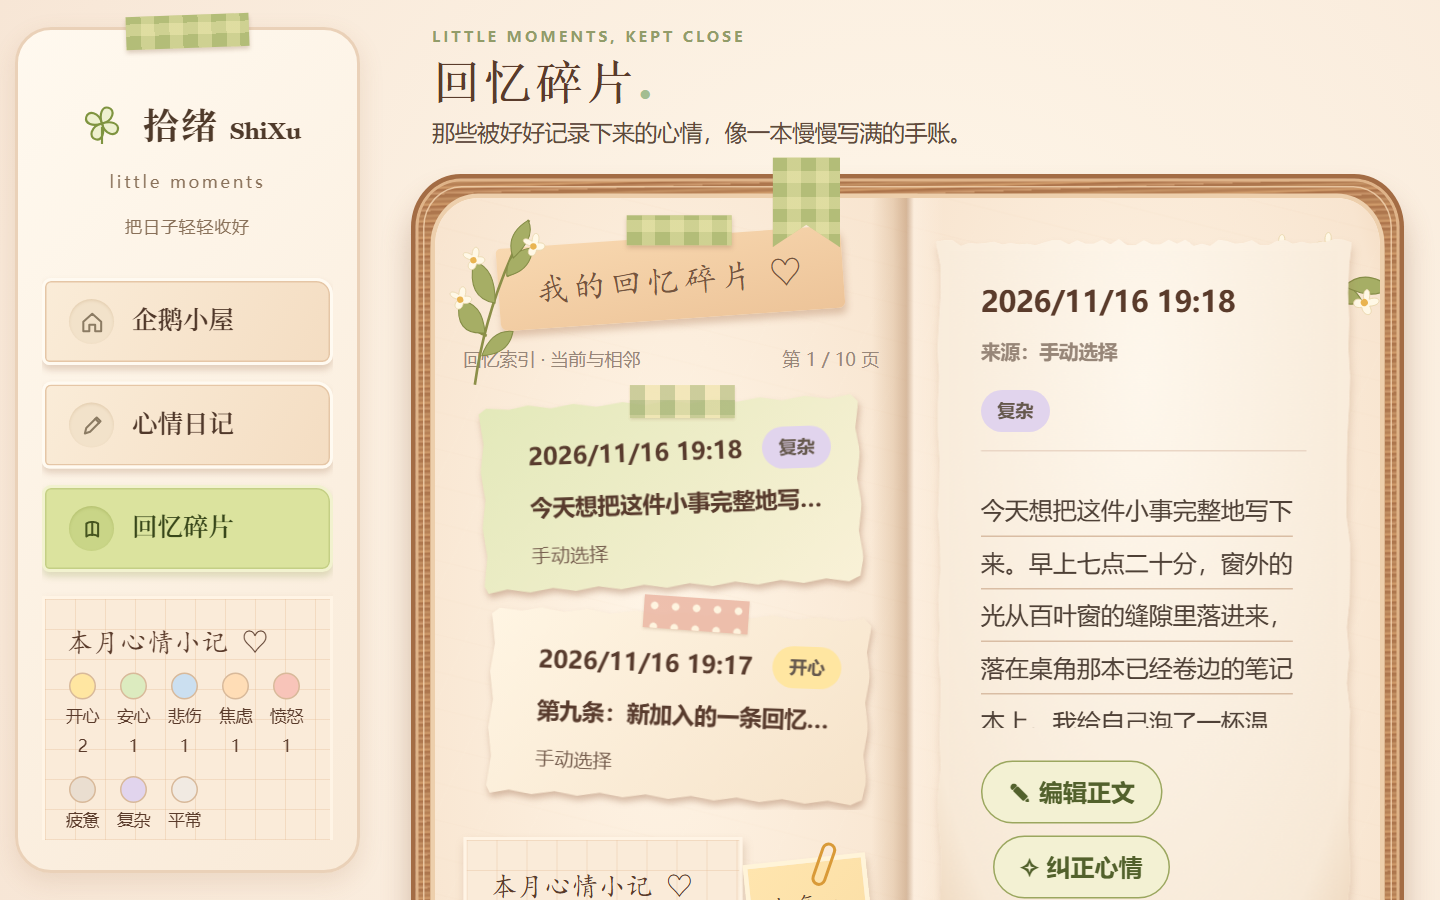 拾绪 ShiXu
little moments
把日子轻轻收好
企鹅小屋
心情日记
回忆碎片
本月心情小记 ♡
开心 安心 悲伤 焦虑 愤怒
2 1 1 1 1
疲惫 复杂 平常
LITTLE MOMENTS, KEPT CLOSE
回忆碎片.
那些被好好记录下来的心情，像一本慢慢写满的手账。
我的回忆碎片 ♡
回忆索引 · 当前与相邻 第 1 / 10 页
2026/11/16 19:18 复杂
今天想把这件小事完整地写...
手动选择
2026/11/16 19:17 开心
第九条：新加入的一条回忆...
手动选择
本月心情小记 ♡
2026/11/16 19:18
来源：手动选择
复杂
今天想把这件小事完整地写下
来。早上七点二十分，窗外的
光从百叶窗的缝隙里落进来，
落在桌角那本已经卷边的笔记
本上。我给自己泡了一杯温
编辑正文
纠正心情